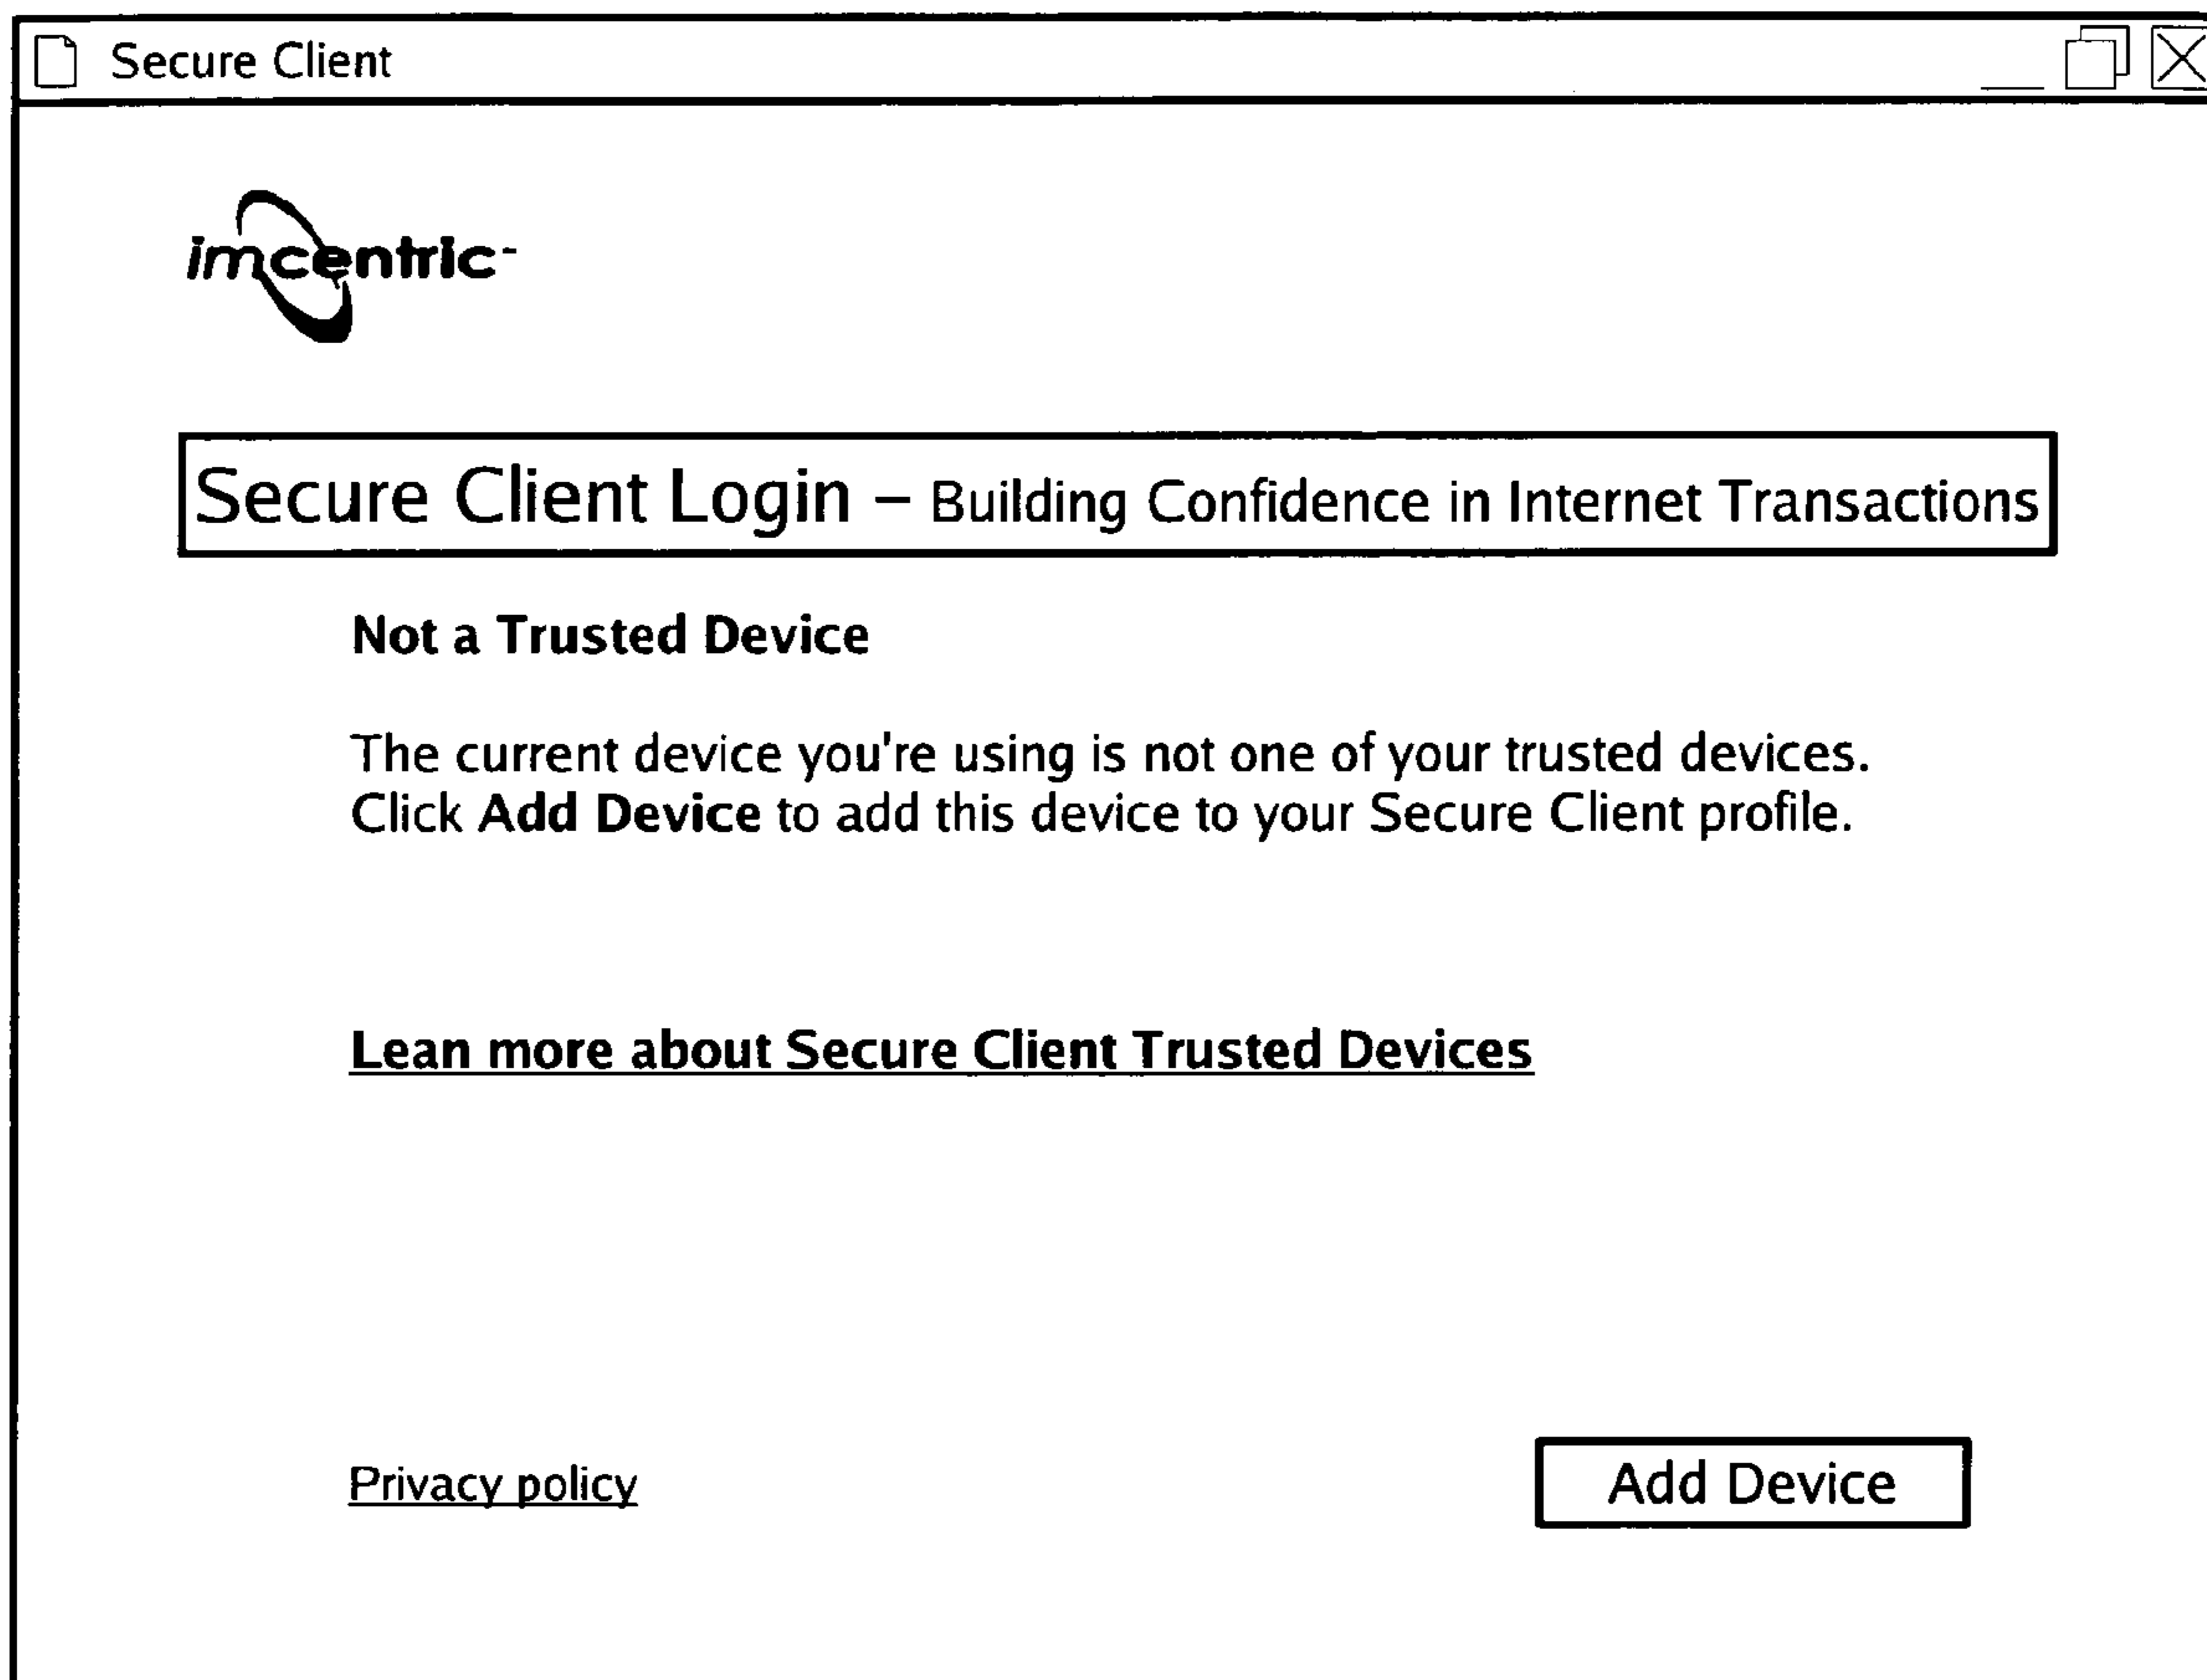 Secure Client
imcentric
Secure Client Login – Building Confidence in Internet Transactions
Not a Trusted Device
The current device you're using is not one of your trusted devices.
Click Add Device to add this device to your Secure Client profile.
Lean more about Secure Client Trusted Devices
Privacy policy
Add Device